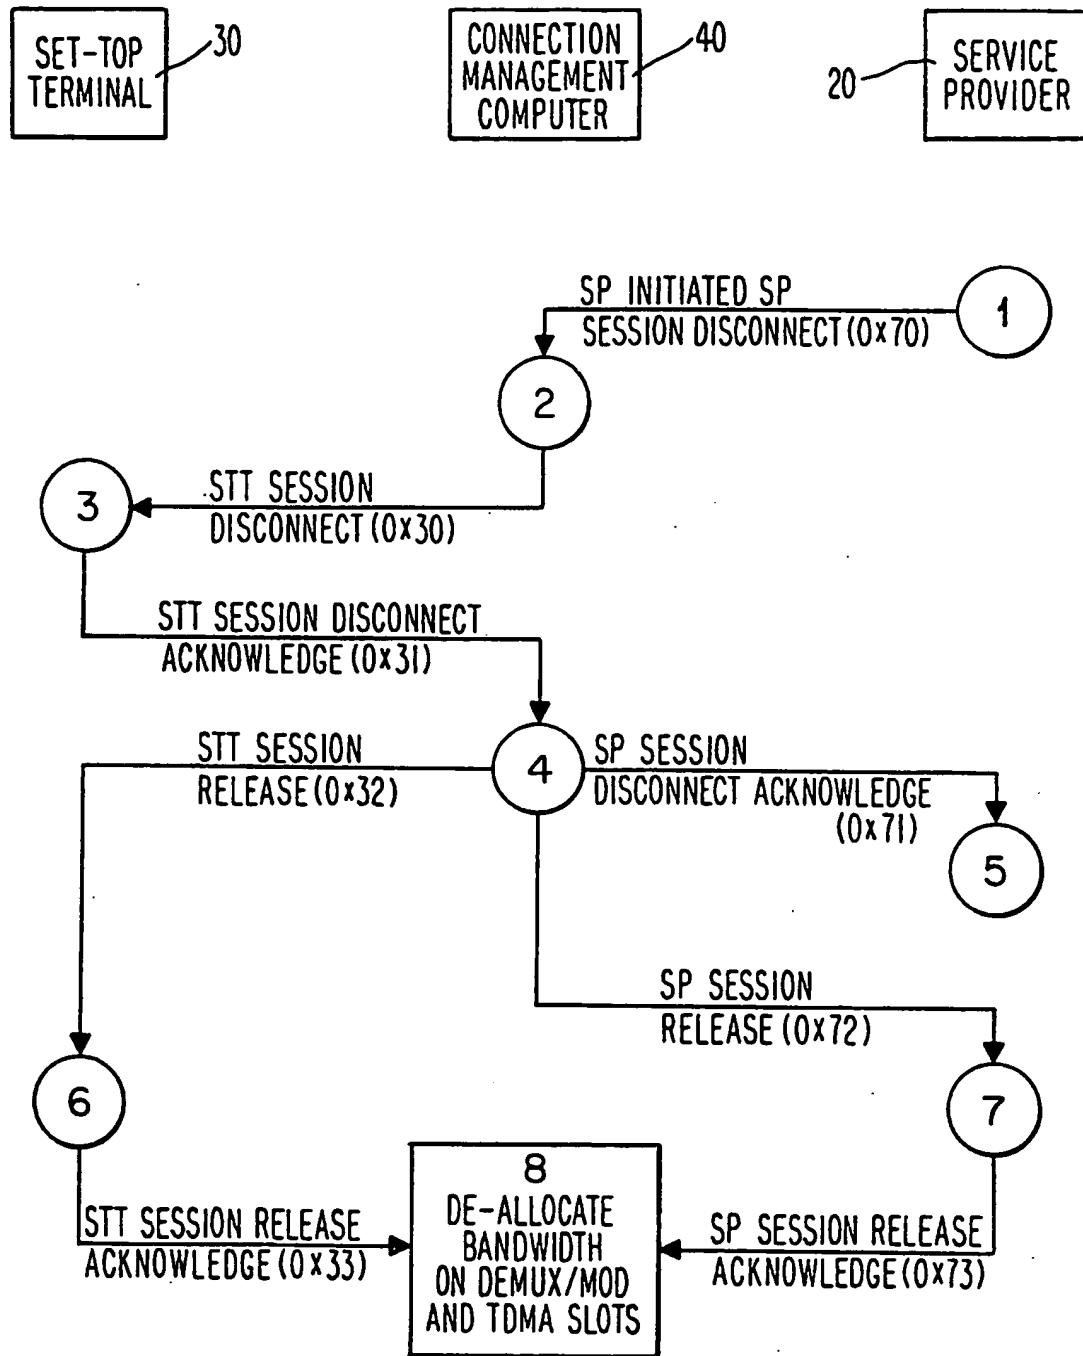 SET-TOP
TERMINAL
30
CONNECTION
MANAGEMENT
COMPUTER
40
20
SERVICE
PROVIDER
SP INITIATED SP
SESSION DISCONNECT (0x70)
1
2
STT SESSION
DISCONNECT (0x30)
3
STT SESSION DISCONNECT
ACKNOWLEDGE (0x31)
STT SESSION
RELEASE (0x32)
4
SP SESSION
DISCONNECT ACKNOWLEDGE
(0x71)
5
SP SESSION
RELEASE (0x72)
6
7
STT SESSION RELEASE
ACKNOWLEDGE (0x33)
8
DE-ALLOCATE
BANDWIDTH
ON DEMUX/MOD
AND TDMA SLOTS
SP SESSION RELEASE
ACKNOWLEDGE (0x73)